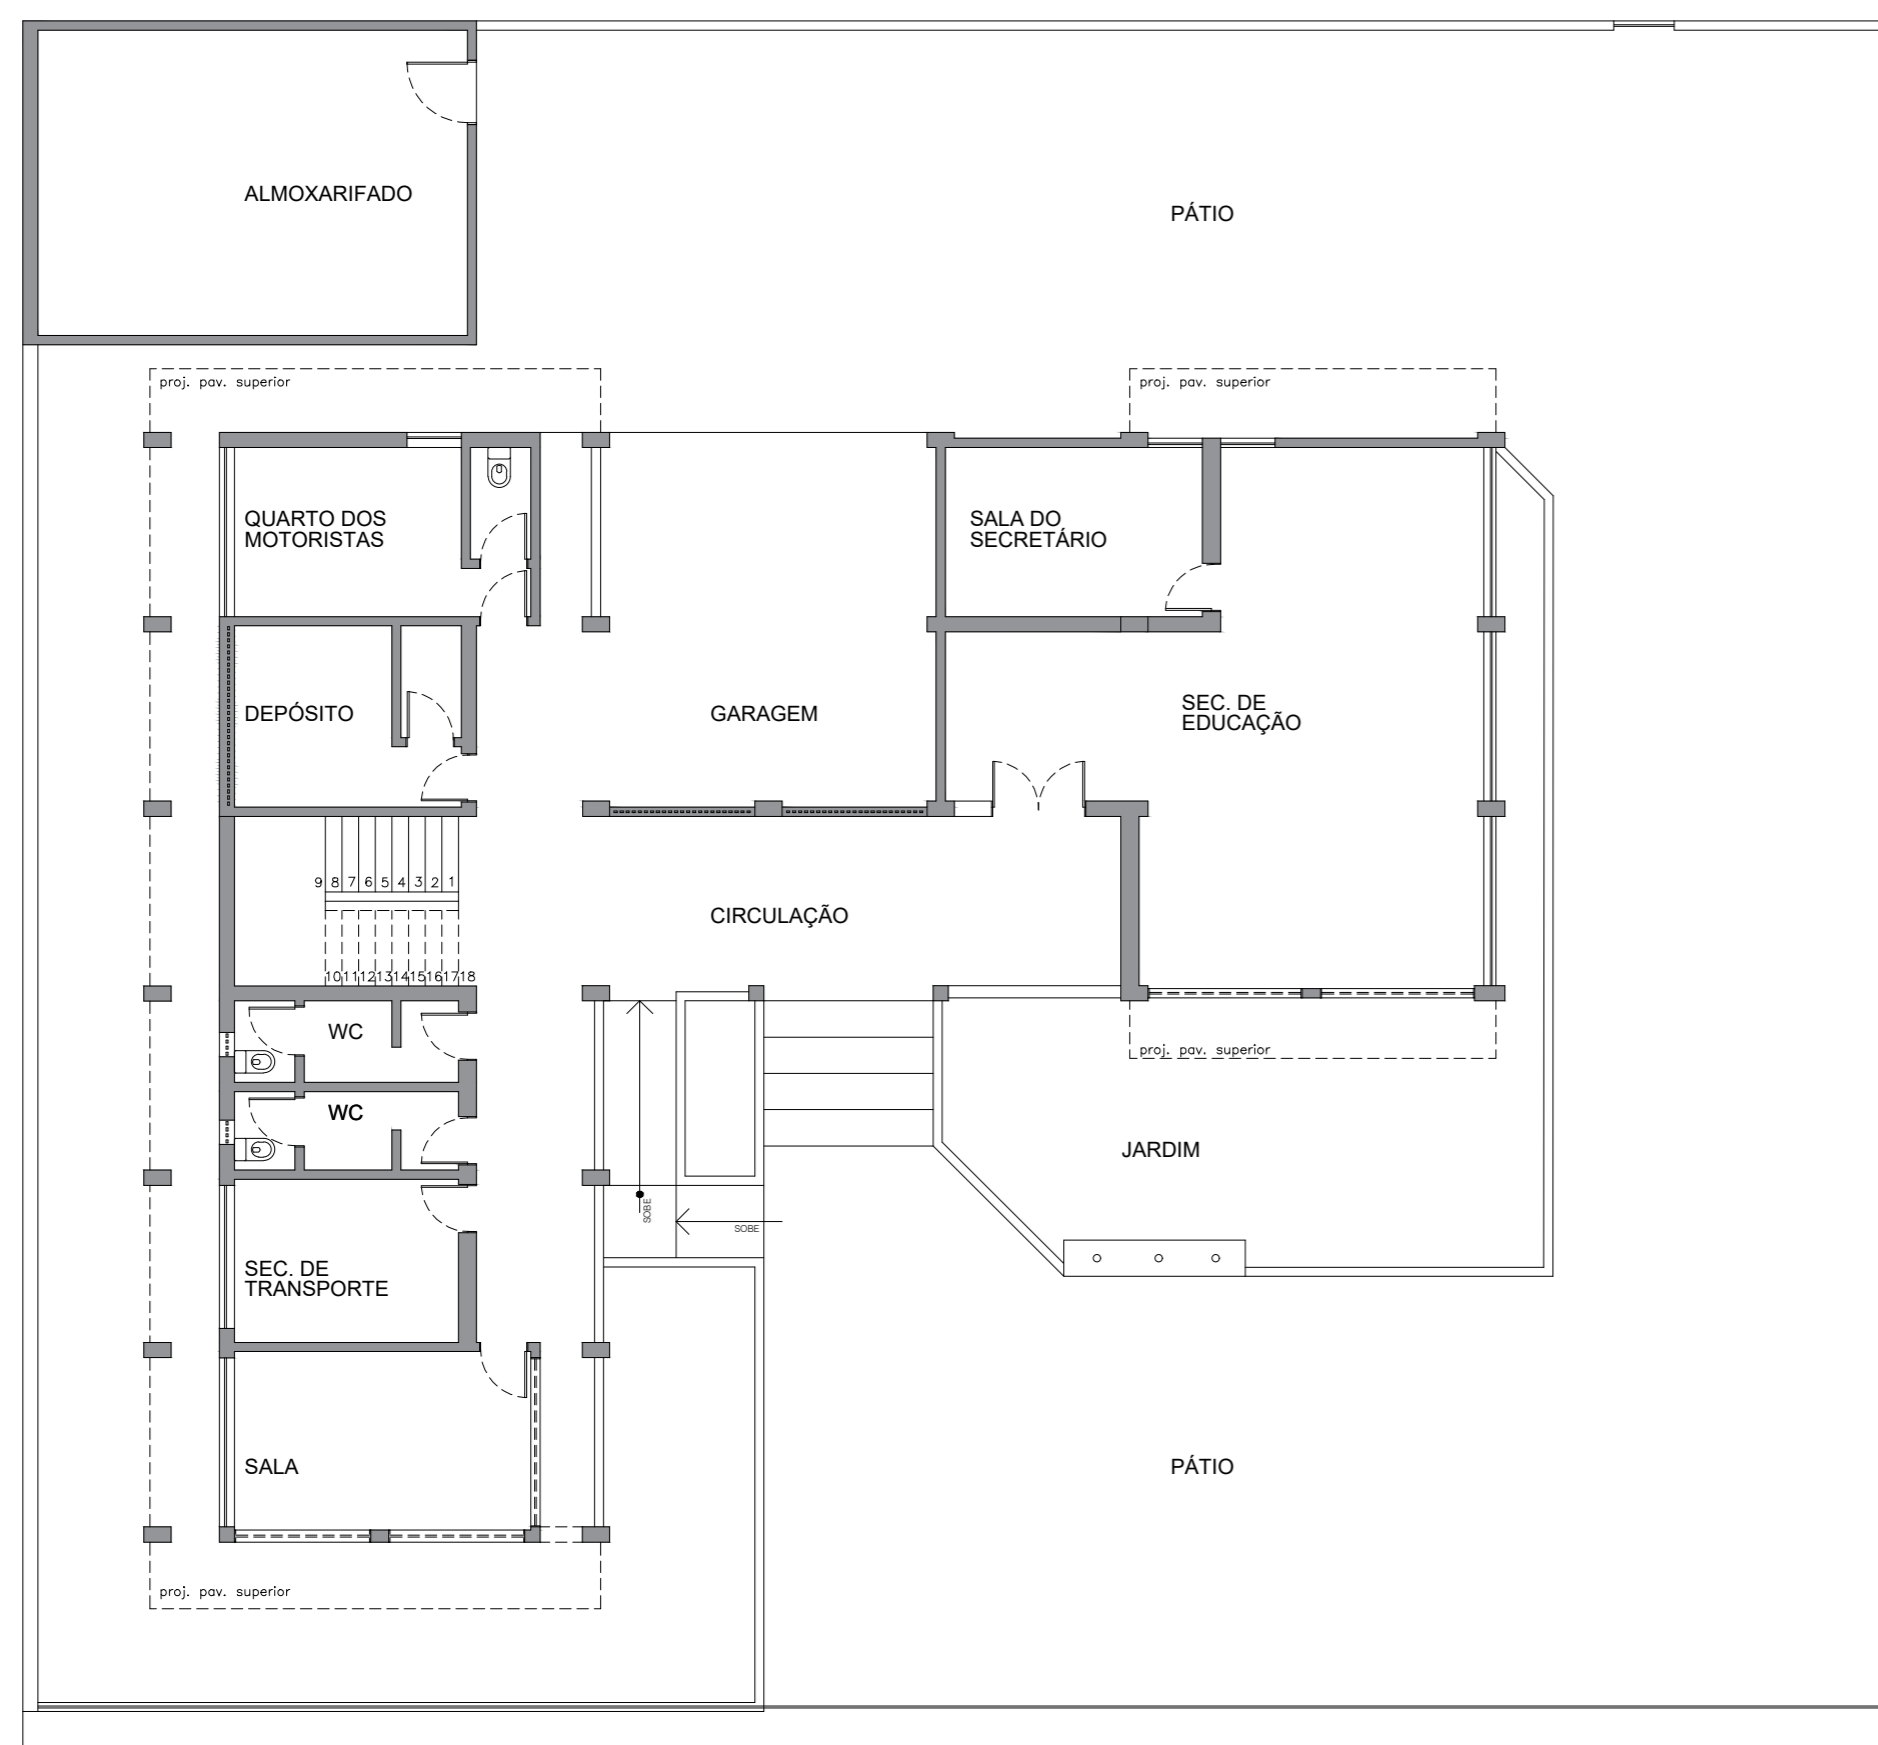 ALMOXARIFADO
PÁTIO
proj. pav. superior
proj. pav. superior
QUARTO DOS
MOTORISTAS
SALA DO
SECRETÁRIO
DEPÓSITO
GARAGEM
SEC. DE
EDUCAÇÃO
9 8 7 6 5 4 3 2 1
CIRCULAÇÃO
10 11 12 13 14 15 16 17 18
WC
proj. pav. superior
WC
JARDIM
SOBE
SOBE
SEC. DE
TRANSPORTE
SALA
PÁTIO
proj. pav. superior